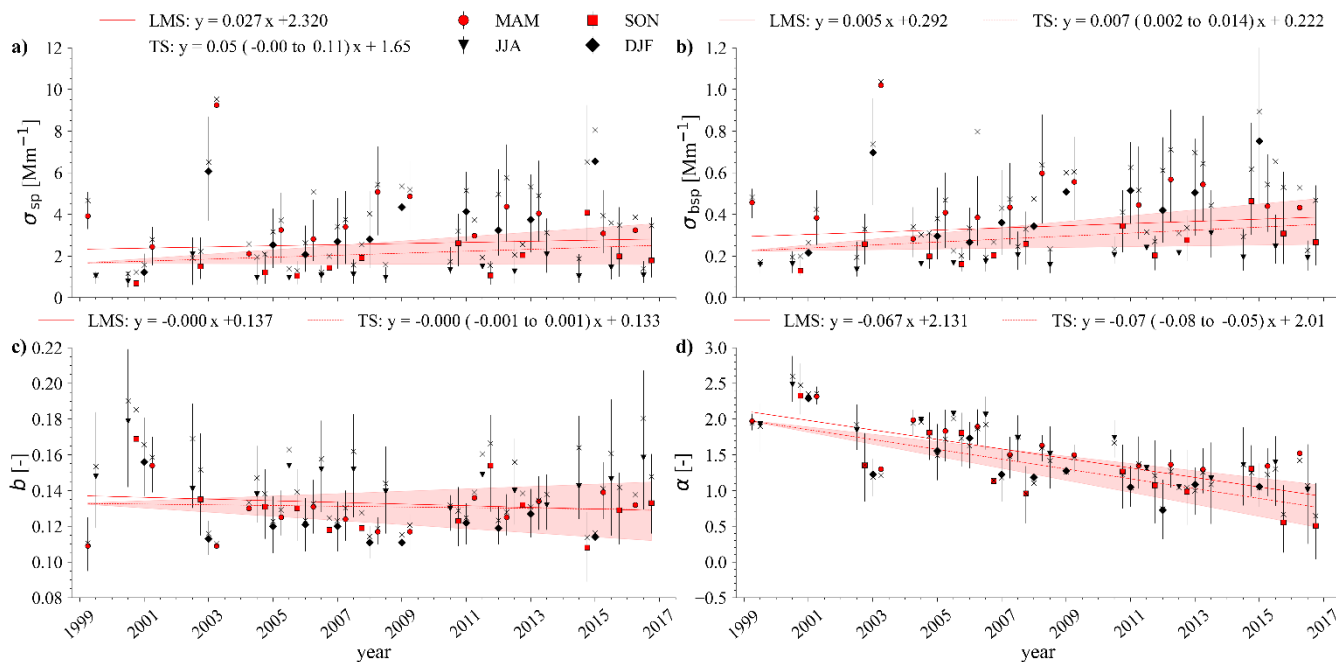 LMS: y = 0.027 x +2.320
TS: y = 0.05 ( -0.00 to 0.11) x + 1.65
MAM
SON
JJA
DJF
LMS: y = 0.005 x +0.292
TS: y = 0.007 (0.002 to 0.014) x + 0.222
a)
12
10
8
6
4
2
0
σsp [Mm−1]
b)
1.2
1.0
0.8
0.6
0.4
0.2
0.0
σbsp [Mm−1]
LMS: y = -0.000 x +0.137
TS: y = -0.000 ( -0.001 to 0.001) x + 0.133
LMS: y = -0.067 x +2.131
TS: y = -0.07 ( -0.08 to -0.05) x + 2.01
c)
0.22
0.20
0.18
0.16
0.14
0.12
0.10
0.08
b [-]
1999 2001 2003 2005 2007 2009 2011 2013 2015 2017
year
d)
3.0
2.5
2.0
1.5
1.0
0.5
0.0
−0.5
α [-]
1999 2001 2003 2005 2007 2009 2011 2013 2015 2017
year